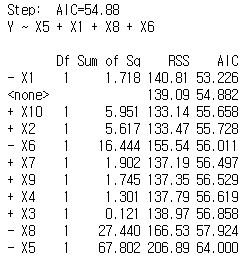 Step:  AIC=54.88
Y ~ X5 + X1 + X8 + X6

       Df Sum of Sq    RSS    AIC
- X1    1     1.718 140.81 53.226
<none>              139.09 54.882
+ X10   1     5.951 133.14 55.658
+ X2    1     5.617 133.47 55.728
- X6    1    16.444 155.54 56.011
+ X7    1     1.902 137.19 56.497
+ X9    1     1.745 137.35 56.529
+ X4    1     1.301 137.79 56.619
+ X3    1     0.121 138.97 56.858
- X8    1    27.440 166.53 57.924
- X5    1    67.802 206.89 64.000